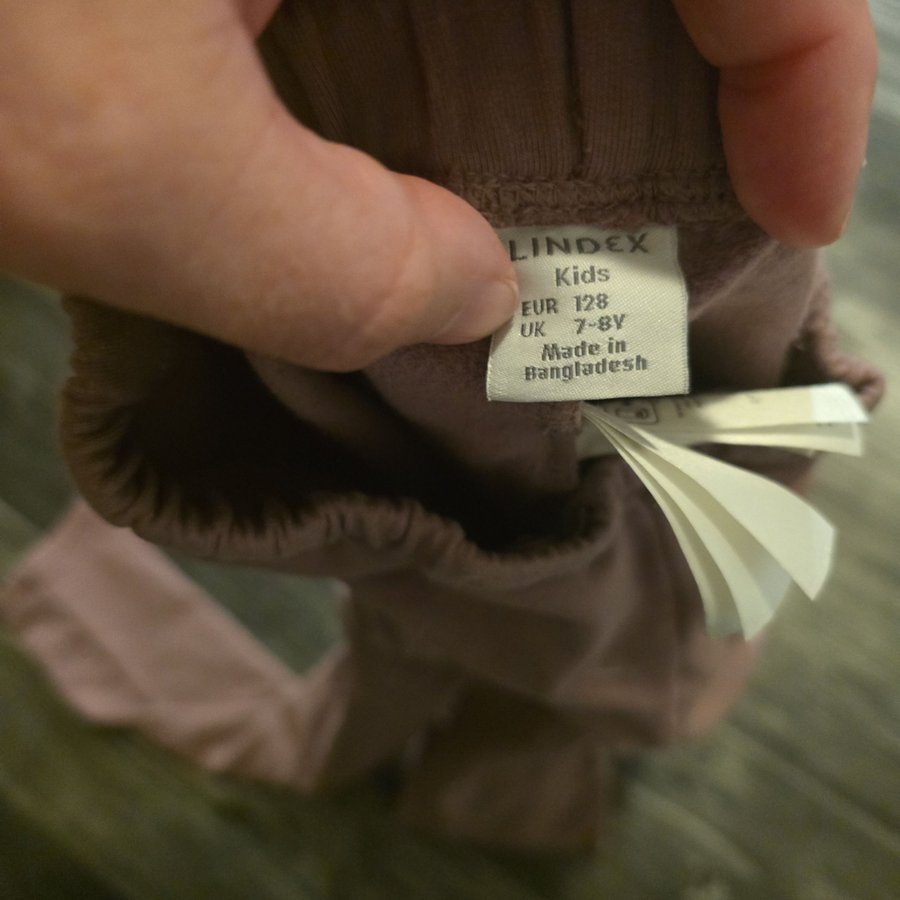 LINDEX
Kids
EUR 128
UK 7-8Y
Made in
Bangladesh